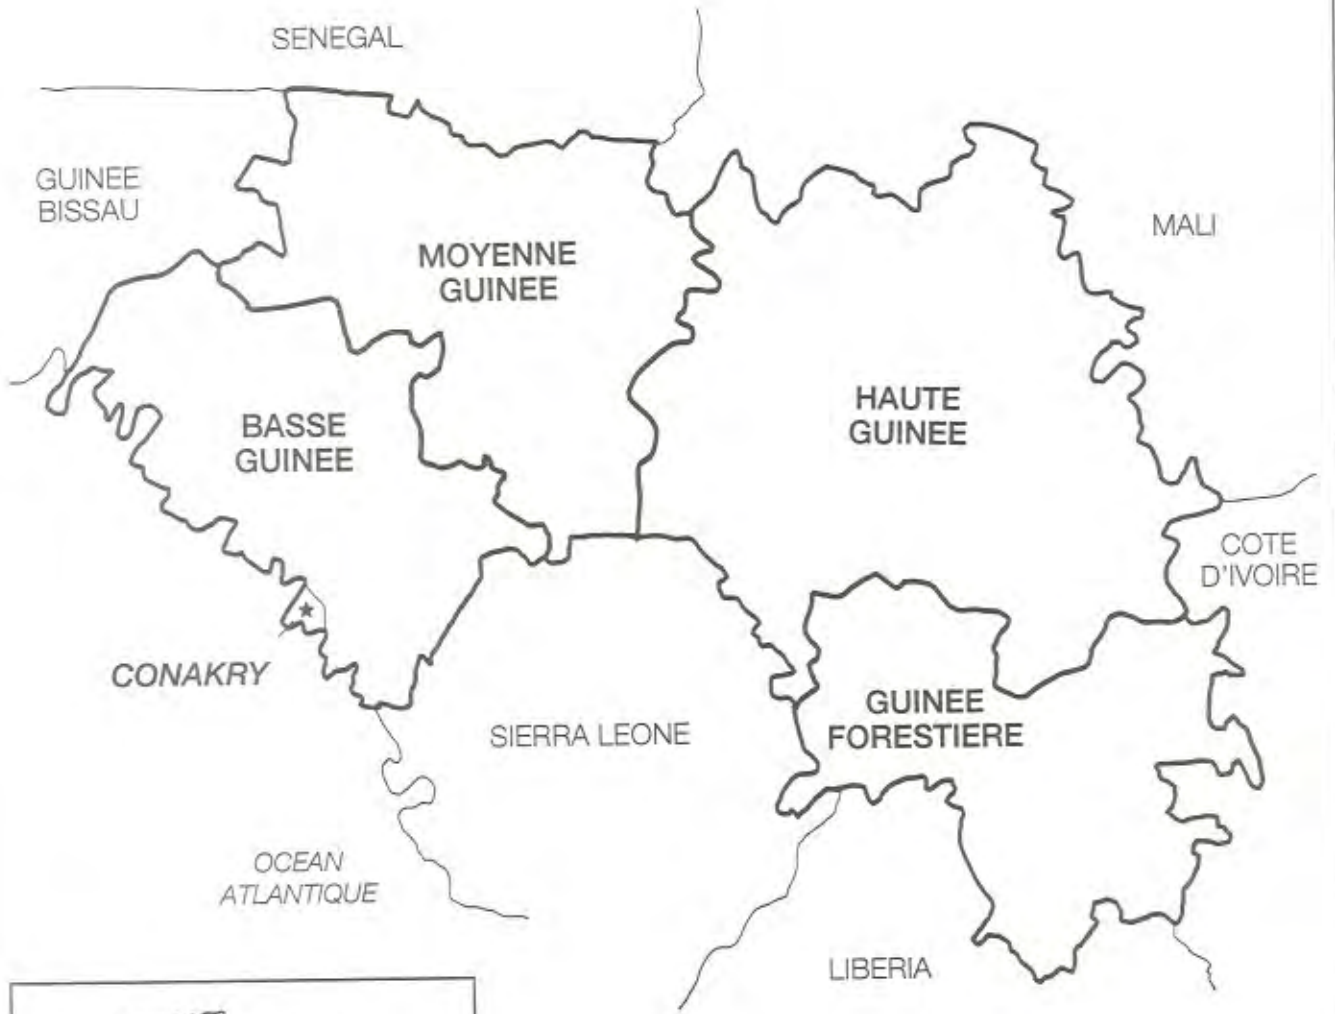 SENEGAL
GUINEE
BISSAU
MALI
MOYENNE
GUINEE
HAUTE
GUINEE
BASSE
GUINEE
COTE
D'IVOIRE
CONAKRY
GUINEE
FORESTIERE
SIERRA LEONE
OCEAN
ATLANTIQUE
LIBERIA